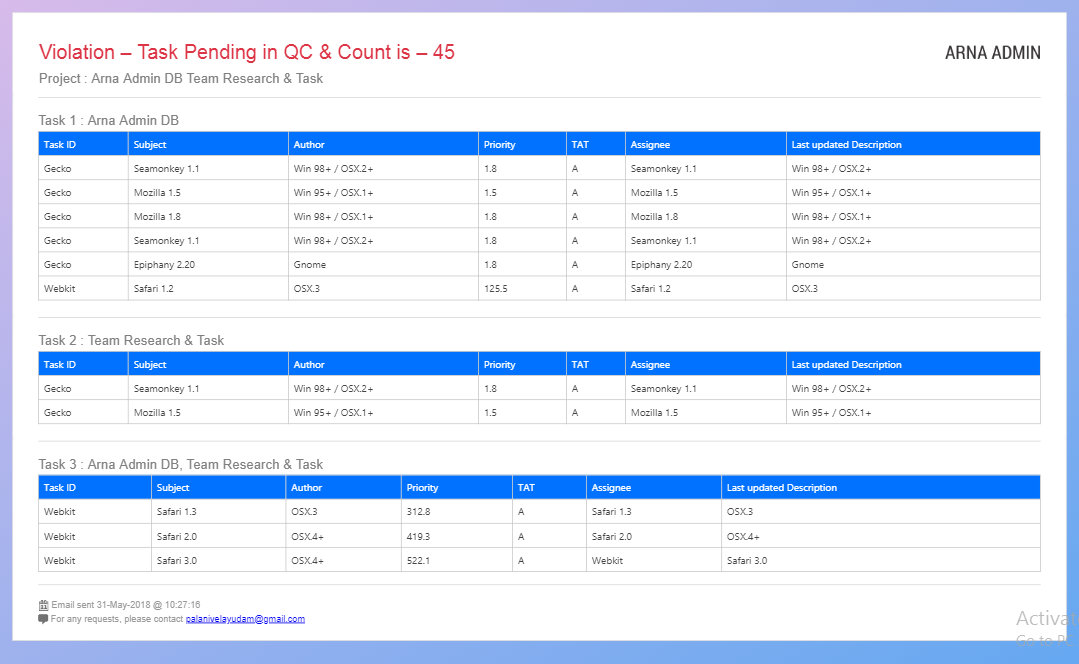 Violation – Task Pending in QC & Count is – 45
ARNA ADMIN
Project : Arna Admin DB Team Research & Task
Task 1 : Arna Admin DB
Task ID Subject Author Priority TAT Assignee Last updated Description
Gecko Seamonkey 1.1 Win 98+ / OSX.2+ 1.8 A Seamonkey 1.1 Win 98+ / OSX.2+
Gecko Mozilla 1.5 Win 95+ / OSX.1+ 1.5 A Mozilla 1.5 Win 95+ / OSX.1+
Gecko Mozilla 1.8 Win 98+ / OSX.1+ 1.8 A Mozilla 1.8 Win 98+ / OSX.1+
Gecko Seamonkey 1.1 Win 98+ / OSX.2+ 1.8 A Seamonkey 1.1 Win 98+ / OSX.2+
Gecko Epiphany 2.20 Gnome 1.8 A Epiphany 2.20 Gnome
Webkit Safari 1.2 OSX.3 125.5 A Safari 1.2 OSX.3
Task 2 : Team Research & Task
Task ID Subject Author Priority TAT Assignee Last updated Description
Gecko Seamonkey 1.1 Win 98+ / OSX.2+ 1.8 A Seamonkey 1.1 Win 98+ / OSX.2+
Gecko Mozilla 1.5 Win 95+ / OSX.1+ 1.5 A Mozilla 1.5 Win 95+ / OSX.1+
Task 3 : Arna Admin DB, Team Research & Task
Task ID Subject Author Priority TAT Assignee Last updated Description
Webkit Safari 1.3 OSX.3 312.8 A Safari 1.3 OSX.3
Webkit Safari 2.0 OSX.4+ 419.3 A Safari 2.0 OSX.4+
Webkit Safari 3.0 OSX.4+ 522.1 A Webkit Safari 3.0
Email sent 31-May-2018 @ 10:27:16
For any requests, please contact palanivelayudam@gmail.com
Activat
Go to P